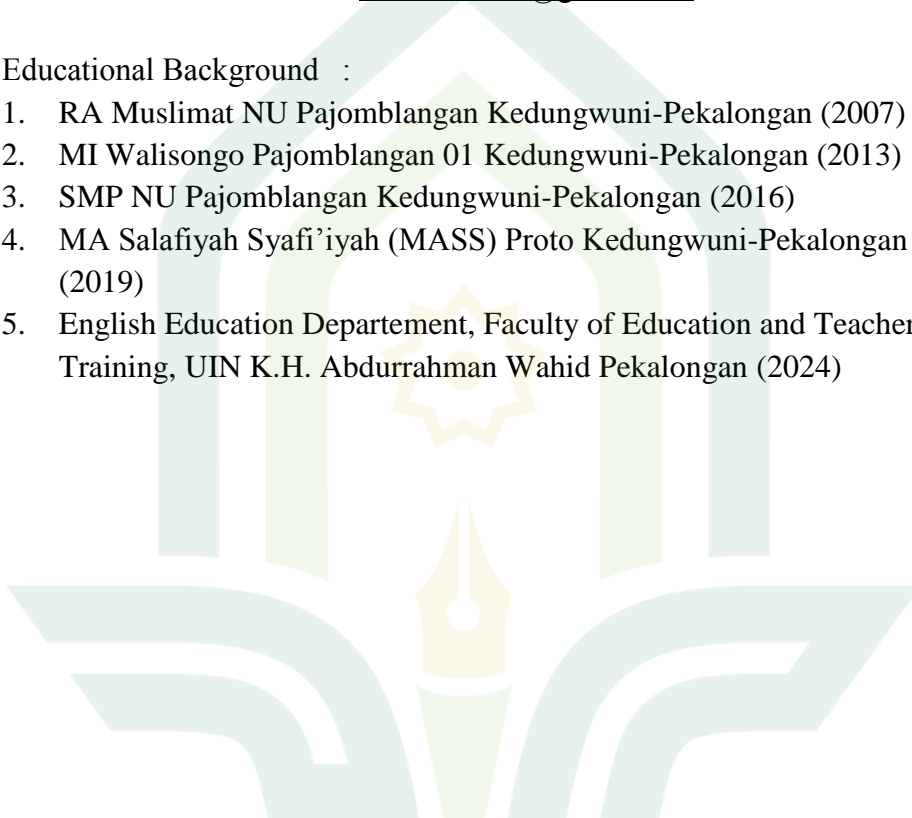 Educational Background :
1. RA Muslimat NU Pajomblangan Kedungwuni-Pekalongan (2007)
2. MI Walisongo Pajomblangan 01 Kedungwuni-Pekalongan (2013)
3. SMP NU Pajomblangan Kedungwuni-Pekalongan (2016)
4. MA Salafiyah Syafi’iyah (MASS) Proto Kedungwuni-Pekalongan
(2019)
5. English Education Departement, Faculty of Education and Teacher
Training, UIN K.H. Abdurrahman Wahid Pekalongan (2024)